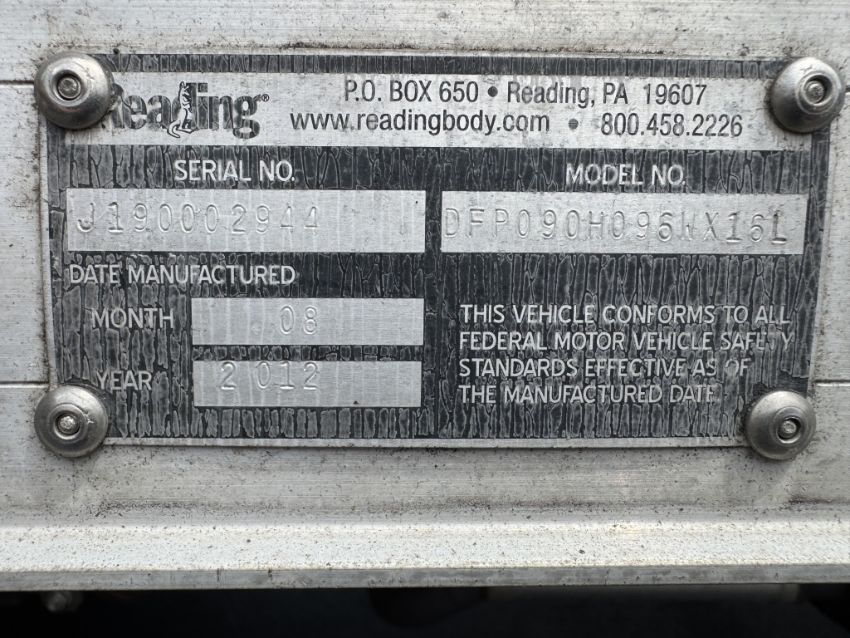 Reading®
P.O. BOX 650 • Reading, PA 19607
www.readingbody.com • 800.458.2226
SERIAL NO.
J190002944
MODEL NO.
DFP090H096WX16L
DATE MANUFACTURED
MONTH 08
YEAR 2012
THIS VEHICLE CONFORMS TO ALL
FEDERAL MOTOR VEHICLE SAFETY
STANDARDS EFFECTIVE AS OF
THE MANUFACTURED DATE